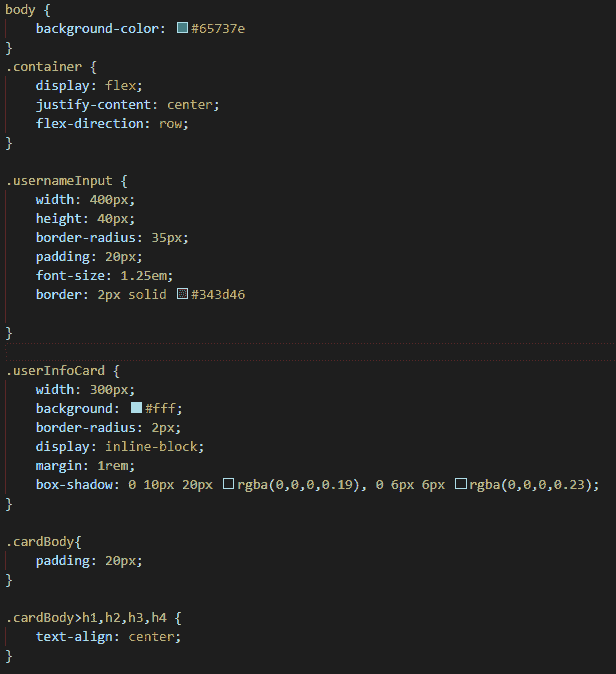 body {
    background-color: #65737e
}
.container {
    display: flex;
    justify-content: center;
    flex-direction: row;
}

.usernameInput {
    width: 400px;
    height: 40px;
    border-radius: 35px;
    padding: 20px;
    font-size: 1.25em;
    border: 2px solid #343d46

}

.userInfoCard {
    width: 300px;
    background: #fff;
    border-radius: 2px;
    display: inline-block;
    margin: 1rem;
    box-shadow: 0 10px 20px rgba(0,0,0,0.19), 0 6px 6px rgba(0,0,0,0.23);
}

.cardBody{
    padding: 20px;
}

.cardBody>h1,h2,h3,h4 {
    text-align: center;
}